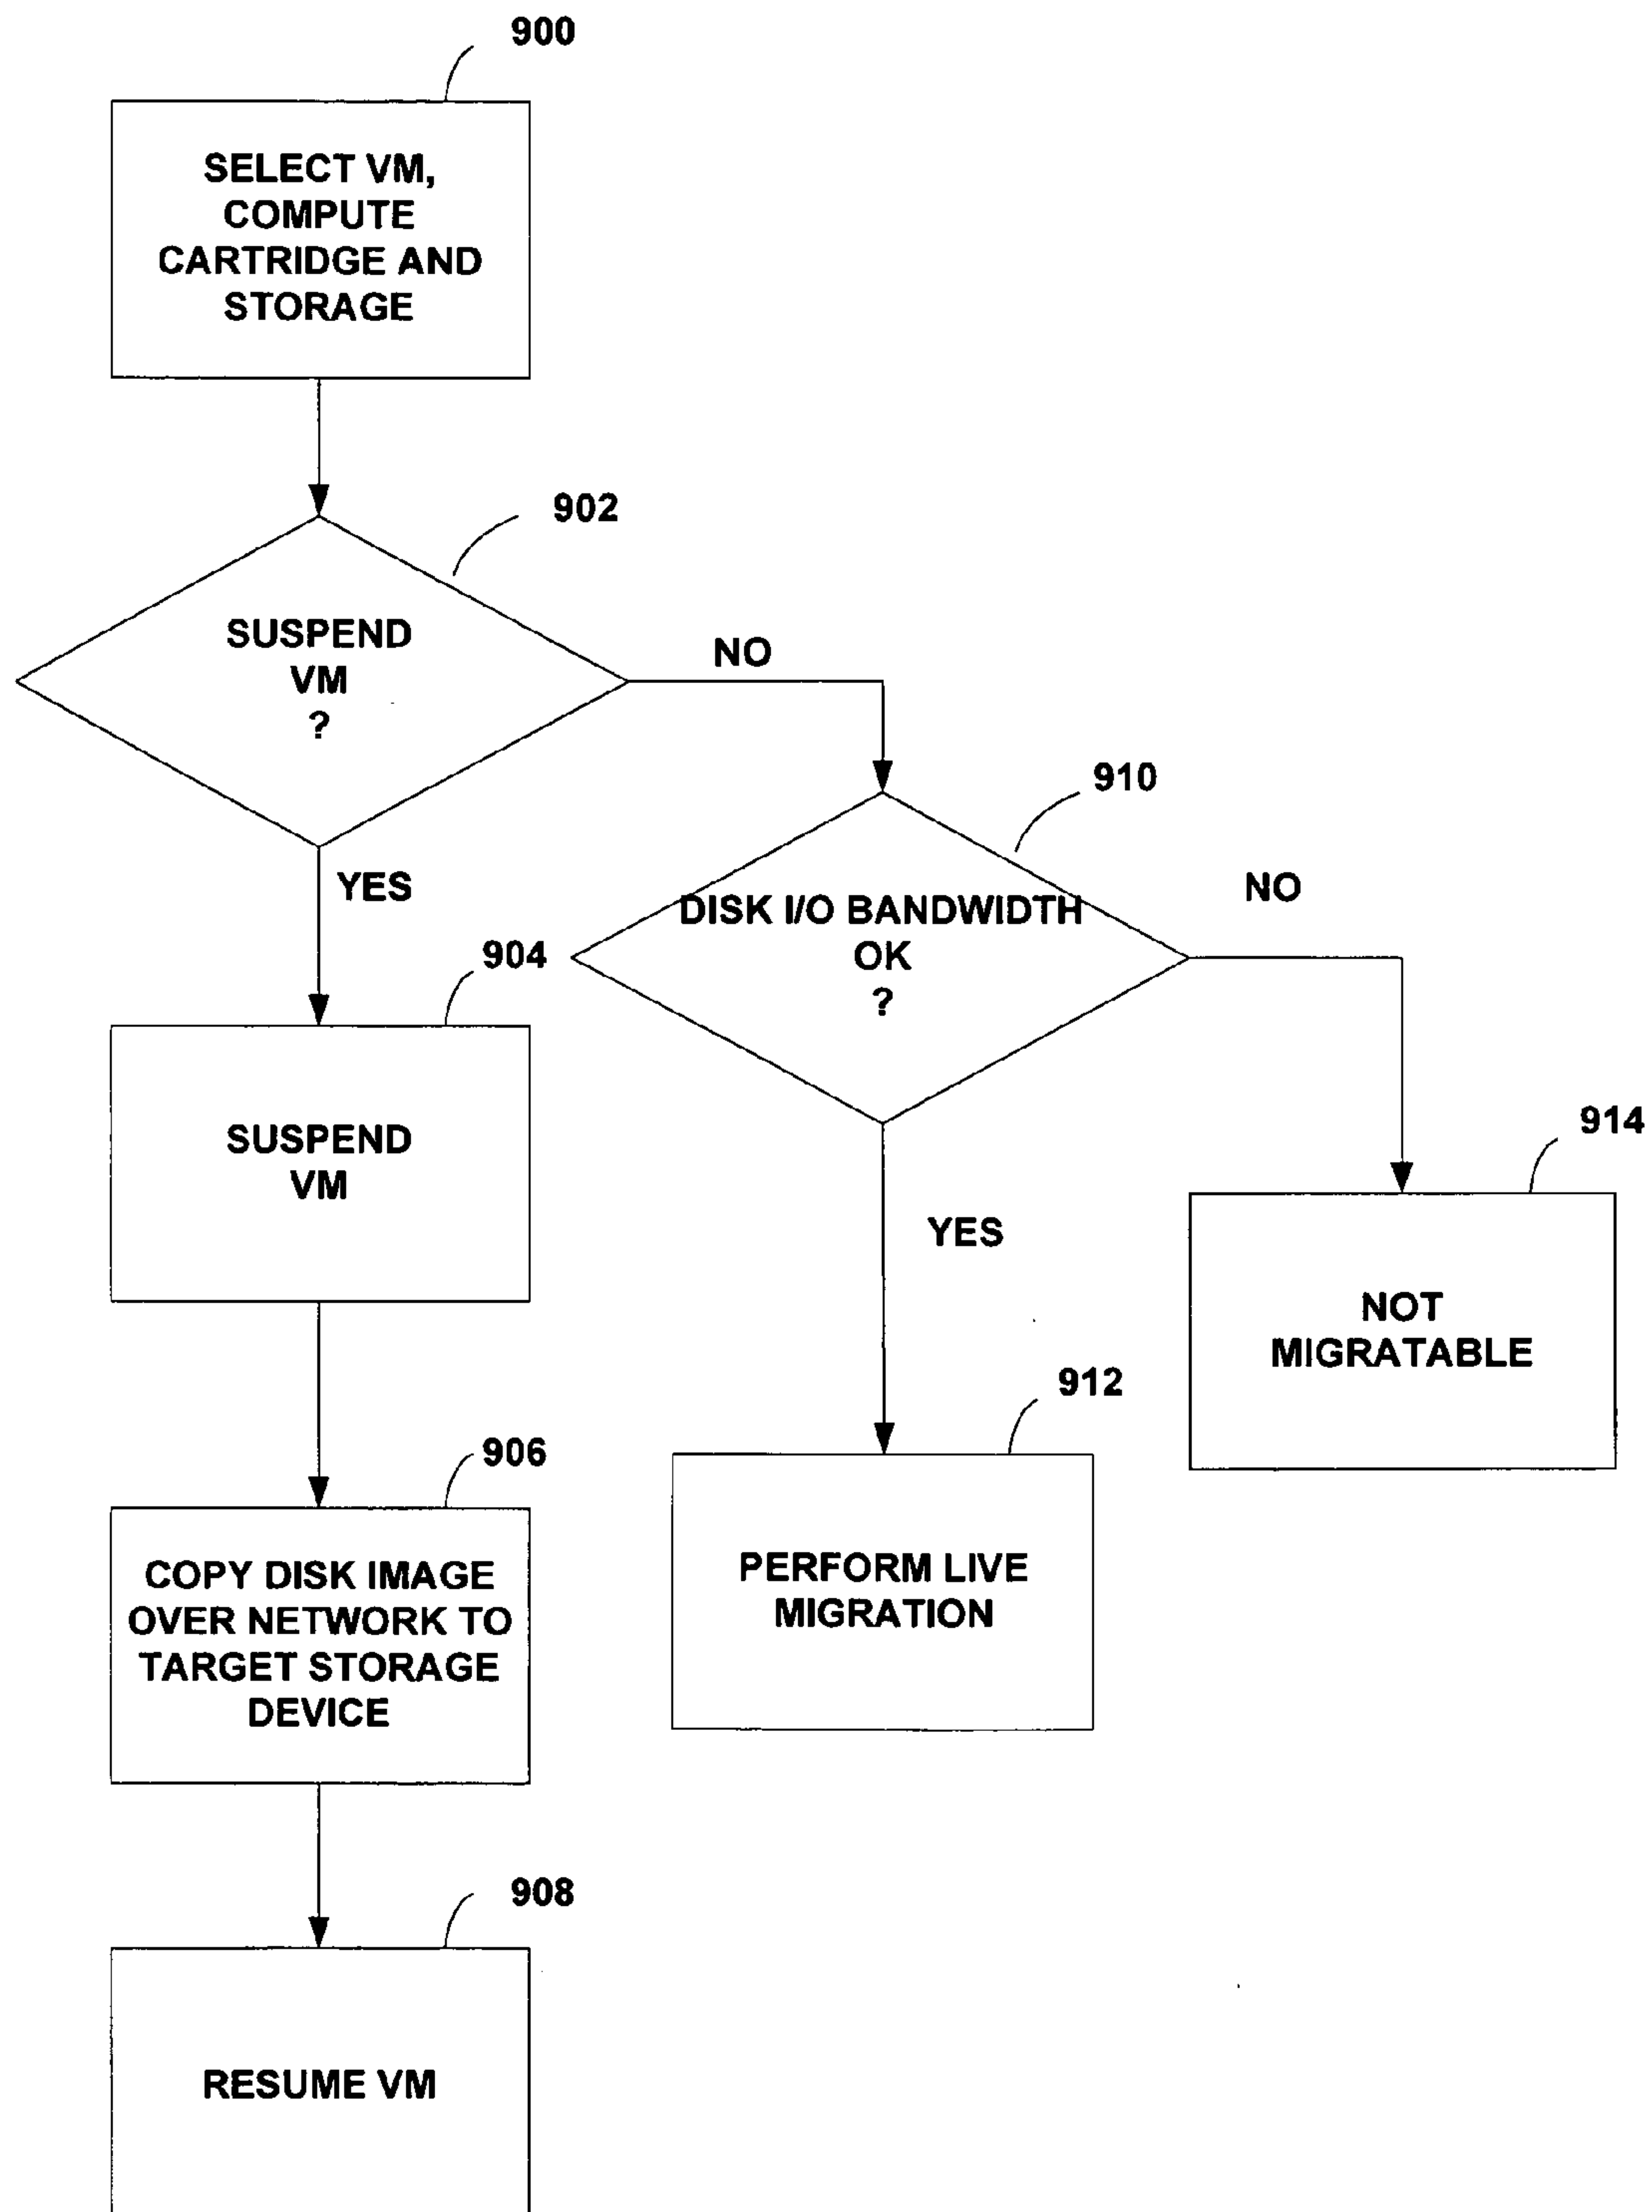 900
SELECT VM,
COMPUTE
CARTRIDGE AND
STORAGE
902
SUSPEND
VM
?
NO
YES
910
DISK I/O BANDWIDTH
OK
?
NO
YES
904
SUSPEND
VM
914
NOT
MIGRATABLE
912
PERFORM LIVE
MIGRATION
906
COPY DISK IMAGE
OVER NETWORK TO
TARGET STORAGE
DEVICE
908
RESUME VM